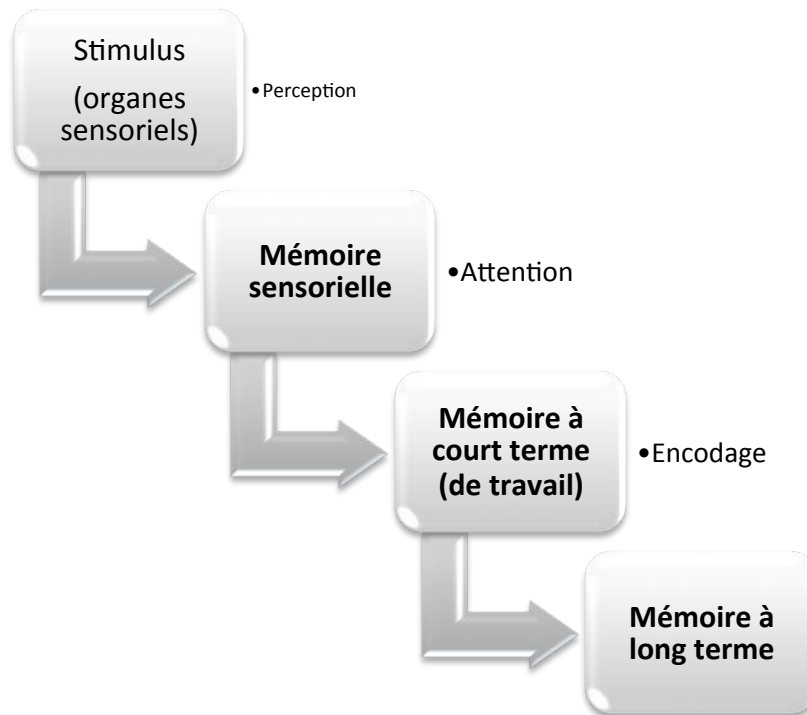 Stimulus
(organes
sensoriels)
•Perception
Mémoire
sensorielle
•Attention
Mémoire à
court terme
(de travail)
•Encodage
Mémoire à
long terme